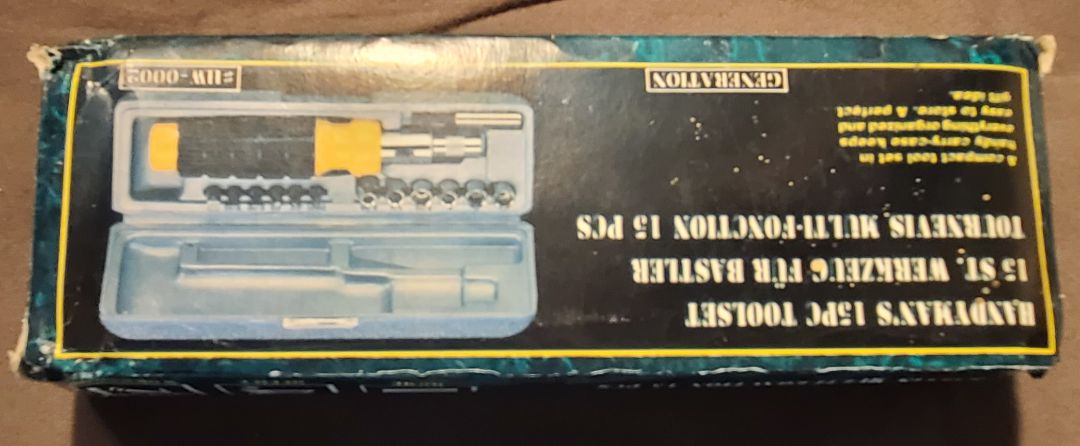 HANDYMAN'S 15PC TOOLSET
15 ST. WERKZEUG FÜR BASTLER
TOURNEVIS MULTI-FONCTION 15 PCS
A compact tool set in
handy carry-case keeps
everything organized and
easy to store. A perfect
gift idea.
GENERATION
#HW-0002